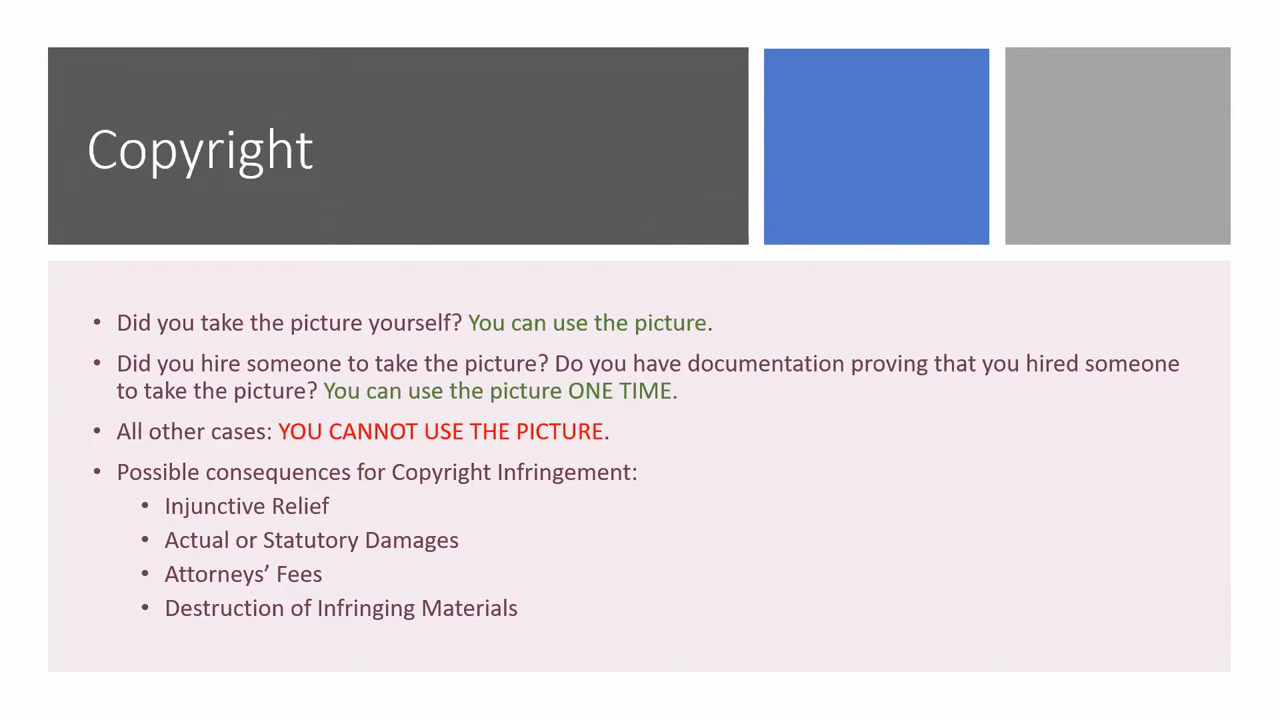 Copyright
• Did you take the picture yourself? You can use the picture.
• Did you hire someone to take the picture? Do you have documentation proving that you hired someone
to take the picture? You can use the picture ONE TIME.
• All other cases: YOU CANNOT USE THE PICTURE.
• Possible consequences for Copyright Infringement:
• Injunctive Relief
• Actual or Statutory Damages
• Attorneys’ Fees
• Destruction of Infringing Materials